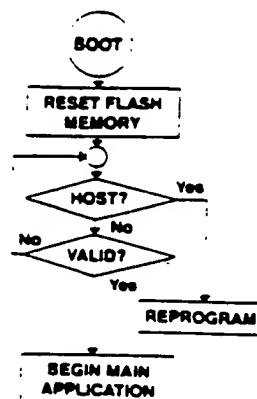 BOOT
RESET FLASH
MEMORY
HOST?
Yes
No
No
VALID?
Yes
REPROGRAM
BEGIN MAIN
APPLICATION